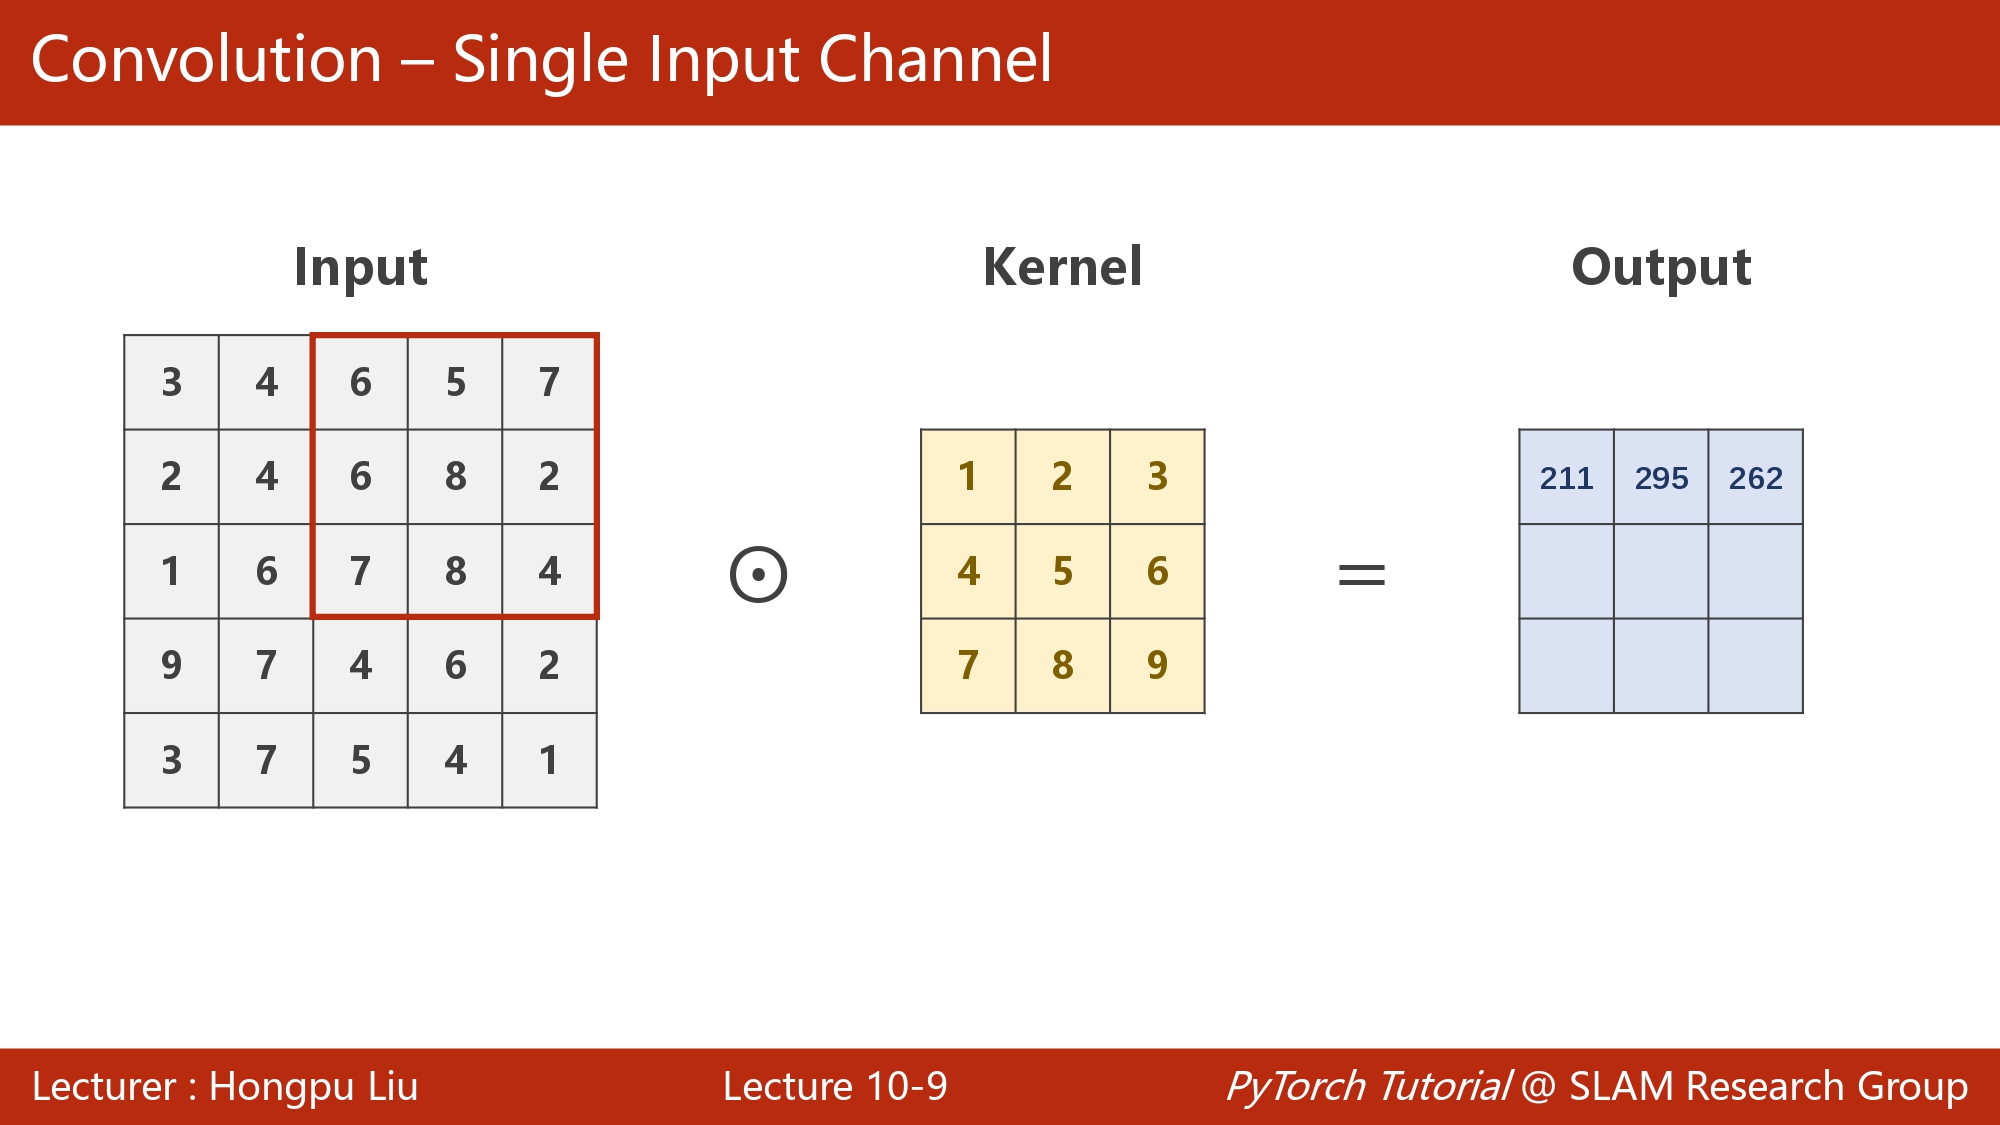 Convolution – Single Input Channel
Input
Kernel
Output
3 4 6 5 7
2 4 6 8 2
1 6 7 8 4
9 7 4 6 2
3 7 5 4 1
⊙
1 2 3
4 5 6
7 8 9
=
211 295 262
Lecturer : Hongpu Liu
Lecture 10-9
PyTorch Tutorial @ SLAM Research Group